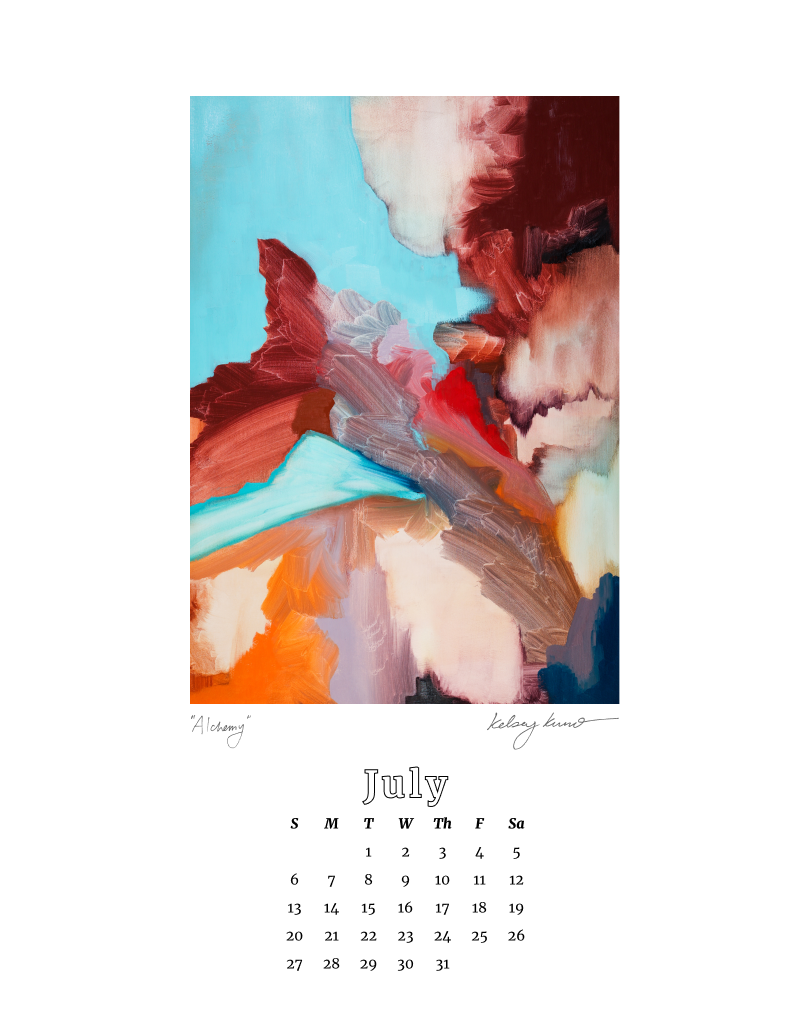 "Alchemy"
Kelsey Kuno
July
S M T W Th F Sa
1 2 3 4 5
6 7 8 9 10 11 12
13 14 15 16 17 18 19
20 21 22 23 24 25 26
27 28 29 30 31